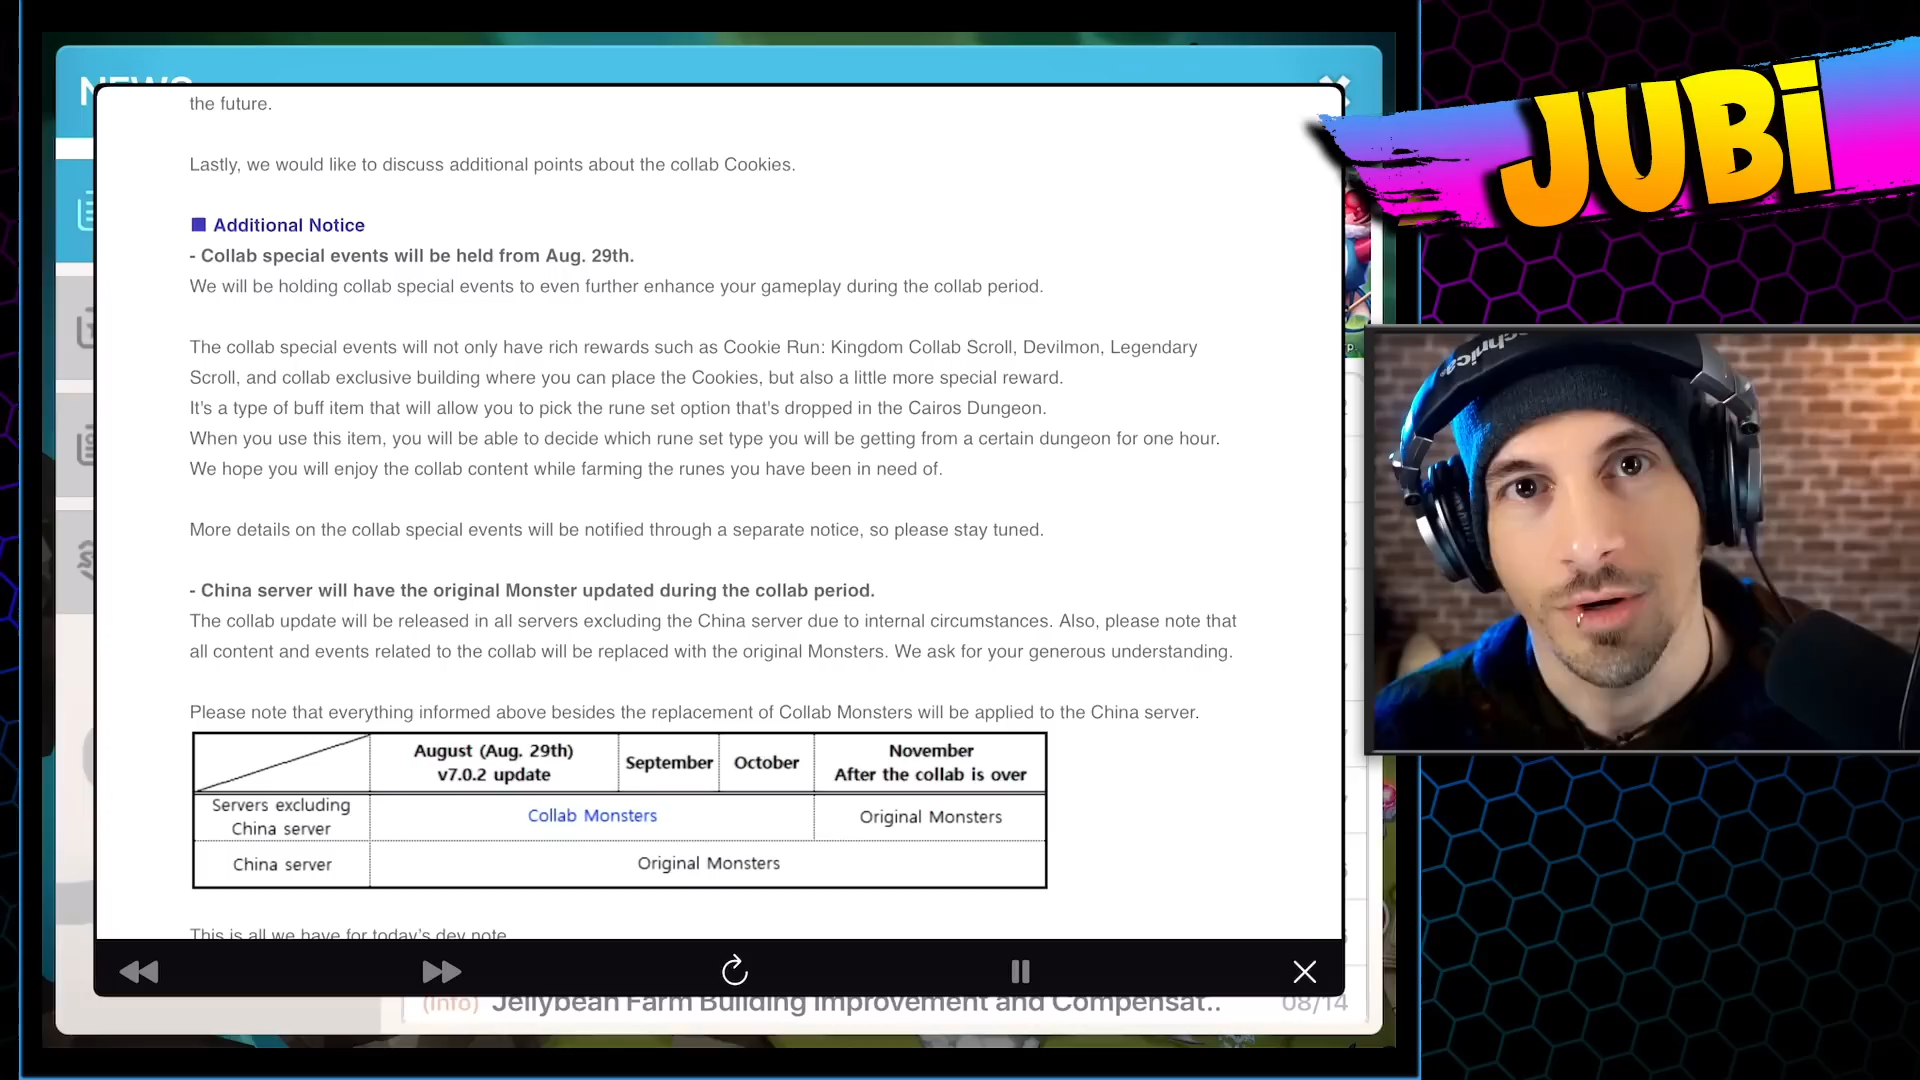 NEWS
JUBi
the future.
Lastly, we would like to discuss additional points about the collab Cookies.
■ Additional Notice
- Collab special events will be held from Aug. 29th.
We will be holding collab special events to even further enhance your gameplay during the collab period.
The collab special events will not only have rich rewards such as Cookie Run: Kingdom Collab Scroll, Devilmon, Legendary
Scroll, and collab exclusive building where you can place the Cookies, but also a little more special reward.
It's a type of buff item that will allow you to pick the rune set option that's dropped in the Cairos Dungeon.
When you use this item, you will be able to decide which rune set type you will be getting from a certain dungeon for one hour.
We hope you will enjoy the collab content while farming the runes you have been in need of.
More details on the collab special events will be notified through a separate notice, so please stay tuned.
- China server will have the original Monster updated during the collab period.
The collab update will be released in all servers excluding the China server due to internal circumstances. Also, please note that
all content and events related to the collab will be replaced with the original Monsters. We ask for your generous understanding.
Please note that everything informed above besides the replacement of Collab Monsters will be applied to the China server.
August (Aug. 29th)
v7.0.2 update
September
October
November
After the collab is over
Servers excluding
China server
Collab Monsters
Original Monsters
China server
Original Monsters
This is all we have for today's dev note
(Info) Jellybean Farm Building Improvement and Compensat.. 08/14
technica